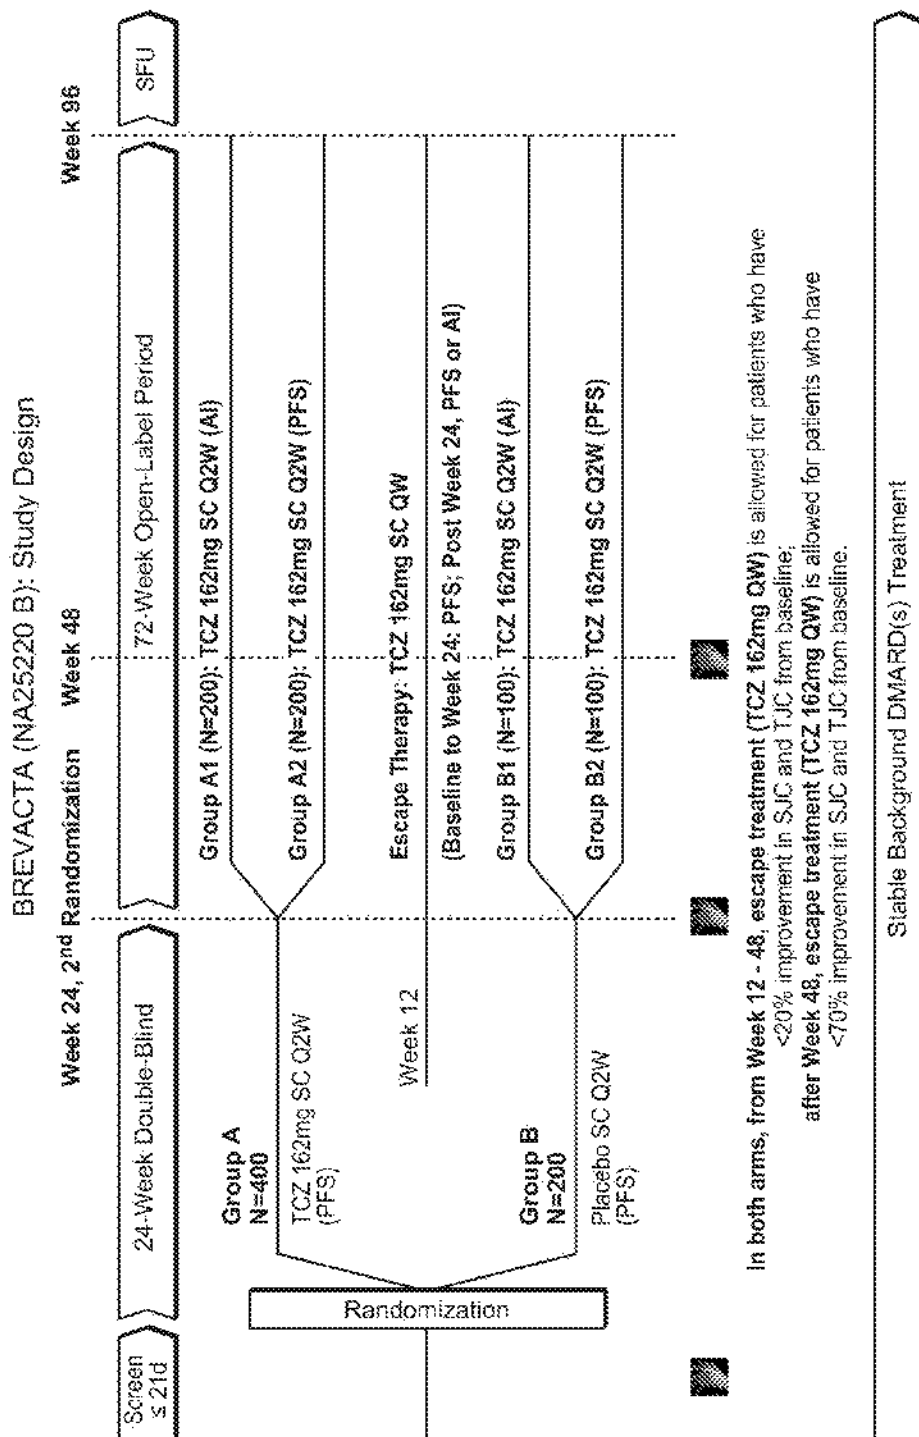 BREVACTA (NA25220 B): Study Design
Week 24, 2nd Randomization
Week 48
Week 96
Screen
≤ 21d
24-Week Double-Blind
72-Week Open-Label Period
SFU
Randomization
Group A
N=400
TCZ 162mg SC Q2W
(PFS)
Group A1 (N=200): TCZ 162mg SC Q2W (AI)
Group A2 (N=200): TCZ 162mg SC Q2W (PFS)
Week 12
Escape Therapy: TCZ 162mg SC QW
(Baseline to Week 24: PFS; Post Week 24, PFS or AI)
Group B
N=200
Placebo SC Q2W
(PFS)
Group B1 (N=100): TCZ 162mg SC Q2W (AI)
Group B2 (N=100): TCZ 162mg SC Q2W (PFS)
In both arms, from Week 12 - 48, escape treatment (TCZ 162mg QW) is allowed for patients who have
<20% improvement in SJC and TJC from baseline;
after Week 48, escape treatment (TCZ 162mg QW) is allowed for patients who have
<70% improvement in SJC and TJC from baseline.
Stable Background DMARD(s) Treatment